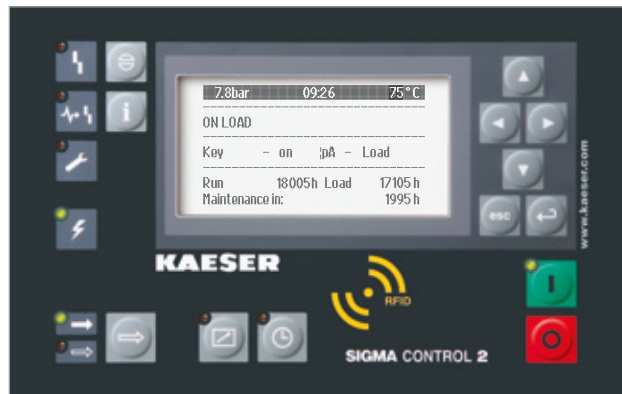 7.8bar 09:26 75°C
ON LOAD
Key - on ¦pA - Load
Run 18005h Load 17105h
Maintenance in: 1995h
esc
www.kaeser.com
KAESER
RFID
SIGMA CONTROL 2